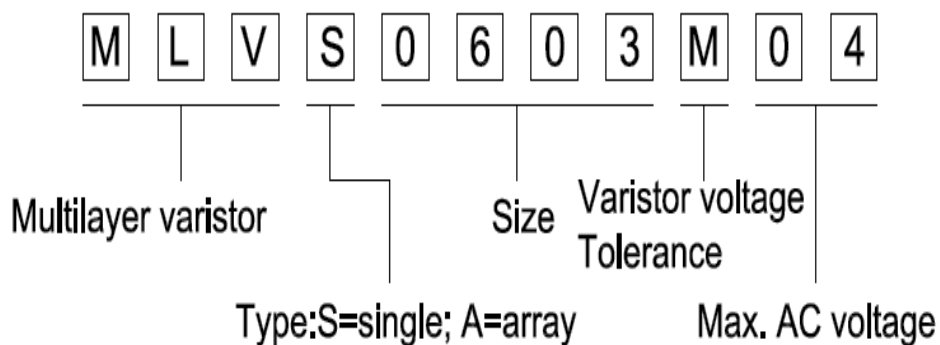 M L V S 0 6 0 3 M 0 4
Multilayer varistor
Size
Varistor voltage
Tolerance
Type:S=single; A=array
Max. AC voltage